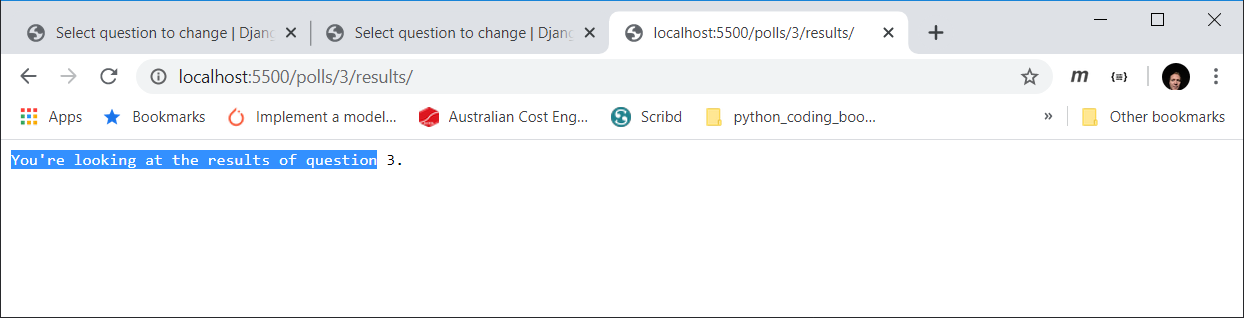 Select question to change | Djang
Select question to change | Djang
localhost:5500/polls/3/results/
localhost:5500/polls/3/results/
m
{≡}
Apps
Bookmarks
Implement a model...
Australian Cost Eng...
Scribd
python_coding_boo...
»
Other bookmarks
You're looking at the results of question 3.